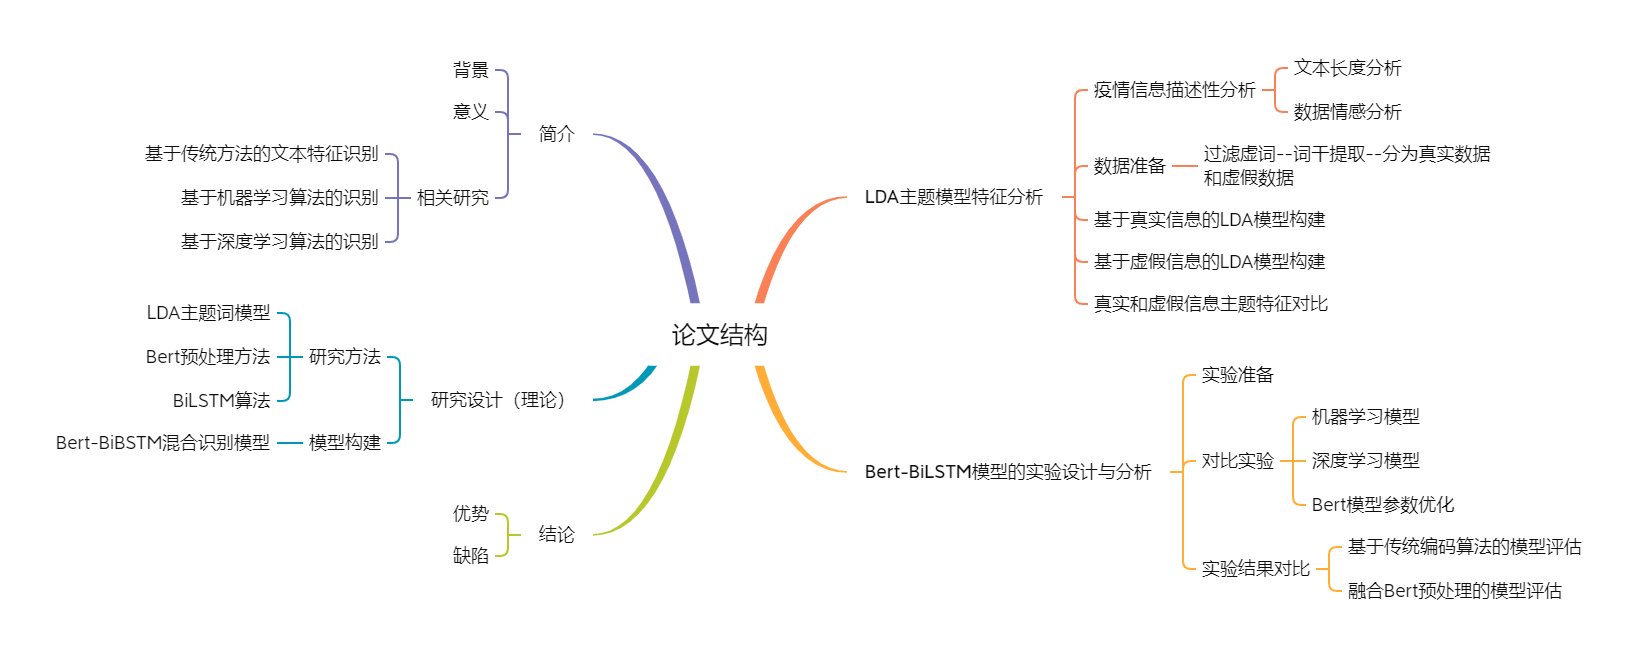 论文结构
简介
背景
意义
相关研究
基于传统方法的文本特征识别
基于机器学习算法的识别
基于深度学习算法的识别
研究设计（理论）
研究方法
LDA主题词模型
Bert预处理方法
BiLSTM算法
模型构建
Bert-BiBSTM混合识别模型
结论
优势
缺陷
LDA主题模型特征分析
疫情信息描述性分析
文本长度分析
数据情感分析
数据准备
过滤虚词--词干提取--分为真实数据
和虚假数据
基于真实信息的LDA模型构建
基于虚假信息的LDA模型构建
真实和虚假信息主题特征对比
Bert-BiLSTM模型的实验设计与分析
实验准备
对比实验
机器学习模型
深度学习模型
Bert模型参数优化
实验结果对比
基于传统编码算法的模型评估
融合Bert预处理的模型评估